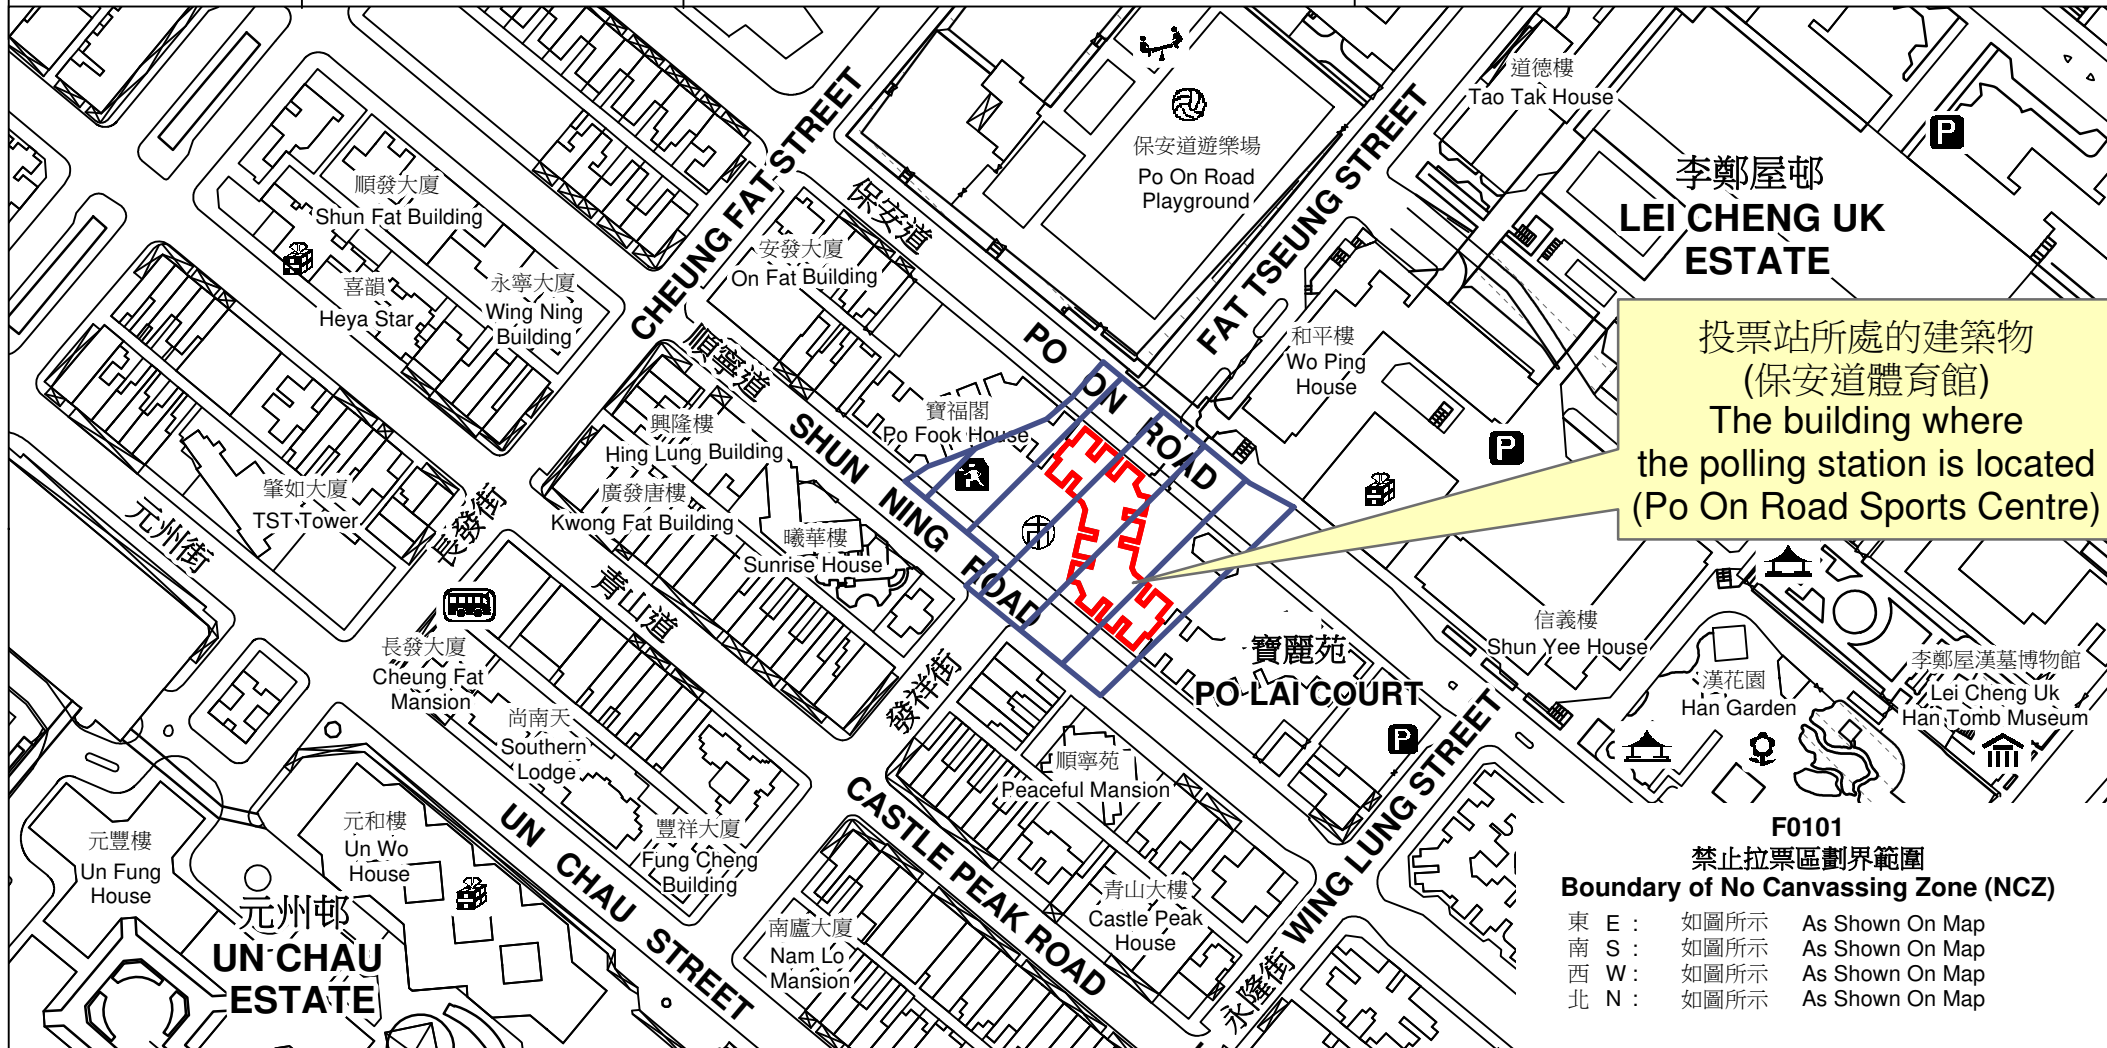 道德樓
Tao Tak House
P
保安道遊樂場
Po On Road
Playground
李鄭屋邨
LEI CHENG UK
ESTATE
順發大廈
Shun Fat Building
CHEUNG FAT STREET
保安道
FAT TSEUNG STREET
安發大廈
On Fat Building
喜韻
Heya Star
永寧大廈
Wing Ning
Building
順寧道
PO ON ROAD
和平樓
Wo Ping
House
投票站所處的建築物
(保安道體育館)
The building where
the polling station is located
(Po On Road Sports Centre)
寶福閣
Po Fook House
興隆樓
Hing Lung Building
SHUN NING ROAD
P
肇如大廈
TST Tower
元州街
長發街
廣發唐樓
Kwong Fat Building
曦華樓
Sunrise House
青山道
信義樓
Shun Yee House
長發大廈
Cheung Fat
Mansion
發祥街
寶麗苑
PO LAI COURT
漢花園
Han Garden
李鄭屋漢墓博物館
Lei Cheng Uk
Han Tomb Museum
尚南天
Southern
Lodge
P
順寧苑
Peaceful Mansion
WING LUNG STREET
元豐樓
Un Fung
House
元和樓
Un Wo
House
UN CHAU STREET
豐祥大廈
Fung Cheng
Building
CASTLE PEAK ROAD
青山大樓
Castle Peak
House
元州邨
UN CHAU
ESTATE
南廬大廈
Nam Lo
Mansion
永隆街
F0101
禁止拉票區劃界範圍
Boundary of No Canvassing Zone (NCZ)
東 E : 如圖所示 As Shown On Map
南 S : 如圖所示 As Shown On Map
西 W : 如圖所示 As Shown On Map
北 N : 如圖所示 As Shown On Map